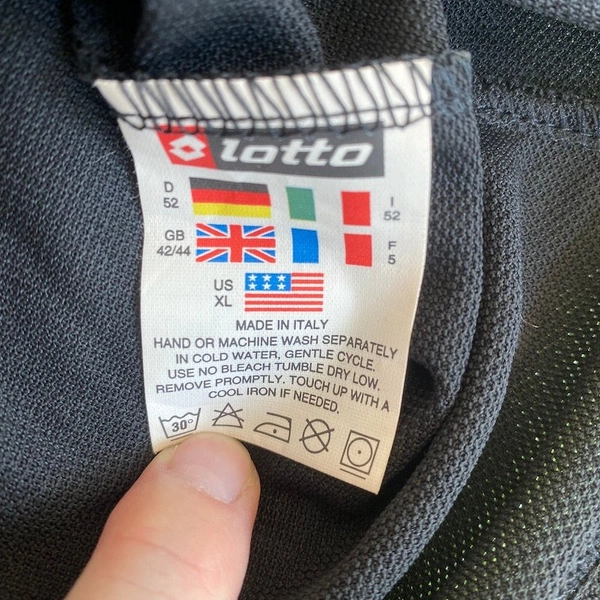 lotto
D
52
I
52
GB
42/44
F
5
US
XL
MADE IN ITALY
HAND OR MACHINE WASH SEPARATELY
IN COLD WATER, GENTLE CYCLE.
USE NO BLEACH TUMBLE DRY LOW.
REMOVE PROMPTLY. TOUCH UP WITH A
COOL IRON IF NEEDED.
30°